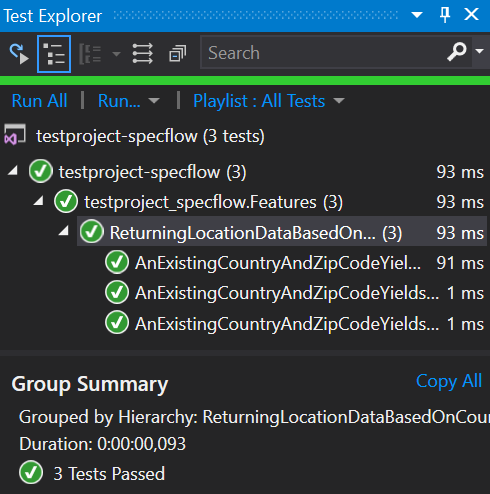 Test Explorer
Search
Run All | Run... | Playlist : All Tests
testproject-specflow (3 tests)
testproject-specflow (3) 93 ms
testproject_specflow.Features (3) 93 ms
ReturningLocationDataBasedOn... (3) 93 ms
AnExistingCountryAndZipCodeYiel... 91 ms
AnExistingCountryAndZipCodeYields... 1 ms
AnExistingCountryAndZipCodeYields... 1 ms
Group Summary Copy All
Grouped by Hierarchy: ReturningLocationDataBasedOnCour
Duration: 0:00:00,093
3 Tests Passed